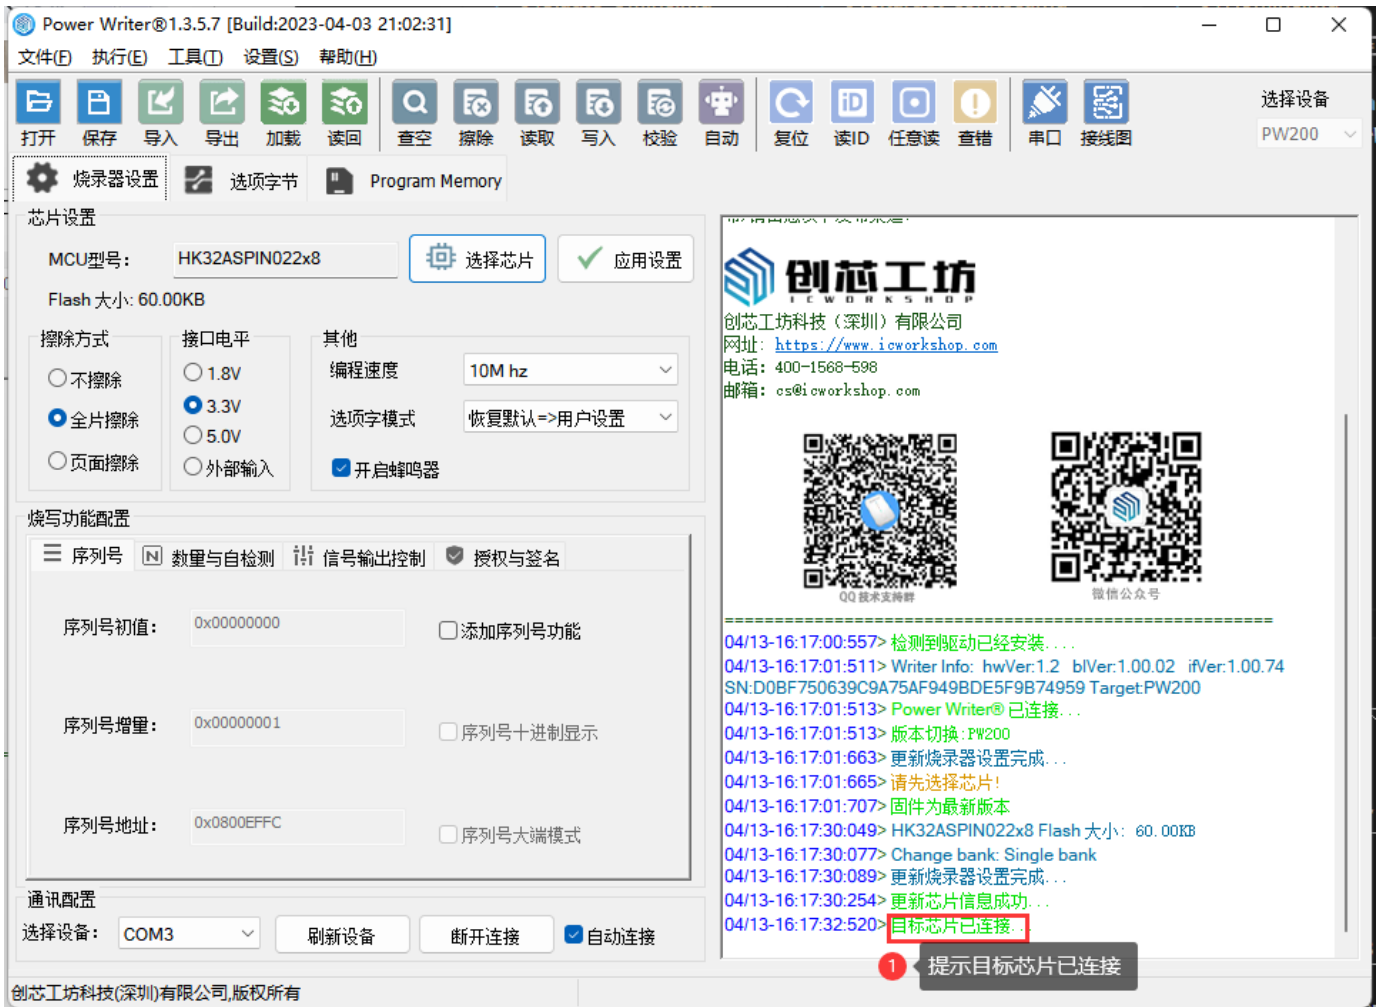 Power Writer®1.3.5.7 [Build:2023-04-03 21:02:31]
文件(F) 执行(E) 工具(T) 设置(S) 帮助(H)
打开 保存 导入 导出 加载 读回 查空 擦除 读取 写入 校验 自动 复位 读ID 任意读 查错 串口 接线图
选择设备
PW200
烧录器设置 选项字节 Program Memory
芯片设置
MCU型号: HK32ASPIN022x8 选择芯片 应用设置
Flash 大小: 60.00KB
擦除方式
不擦除
全片擦除
页面擦除
接口电平
1.8V
3.3V
5.0V
外部输入
其他
编程速度 10M hz
选项字模式 恢复默认=>用户设置
开启蜂鸣器
烧写功能配置
序列号 数量与自检测 信号输出控制 授权与签名
序列号初值: 0x00000000 添加序列号功能
序列号增量: 0x00000001 序列号十进制显示
序列号地址: 0x0800EFFC 序列号大端模式
通讯配置
选择设备: COM3 刷新设备 断开连接 自动连接
创芯工坊科技(深圳)有限公司,版权所有
创芯工坊
ICWORKSHOP
创芯工坊科技（深圳）有限公司
网址: https://www.icworkshop.com
电话: 400-1568-598
邮箱: cs@icworkshop.com
QQ技术支持群 微信公众号
=======================================================
04/13-16:17:00:557> 检测到驱动已经安装....
04/13-16:17:01:511> Writer Info: hwVer:1.2 blVer:1.00.02 ifVer:1.00.74
SN:D0BF750639C9A75AF949BDE5F9B74959 Target:PW200
04/13-16:17:01:513> Power Writer® 已连接...
04/13-16:17:01:513> 版本切换:PW200
04/13-16:17:01:663> 更新烧录器设置完成...
04/13-16:17:01:665> 请先选择芯片!
04/13-16:17:01:707> 固件为最新版本
04/13-16:17:30:049> HK32ASPIN022x8 Flash 大小: 60.00KB
04/13-16:17:30:077> Change bank: Single bank
04/13-16:17:30:089> 更新烧录器设置完成...
04/13-16:17:30:254> 更新芯片信息成功...
04/13-16:17:32:520> 目标芯片已连接..
1 提示目标芯片已连接